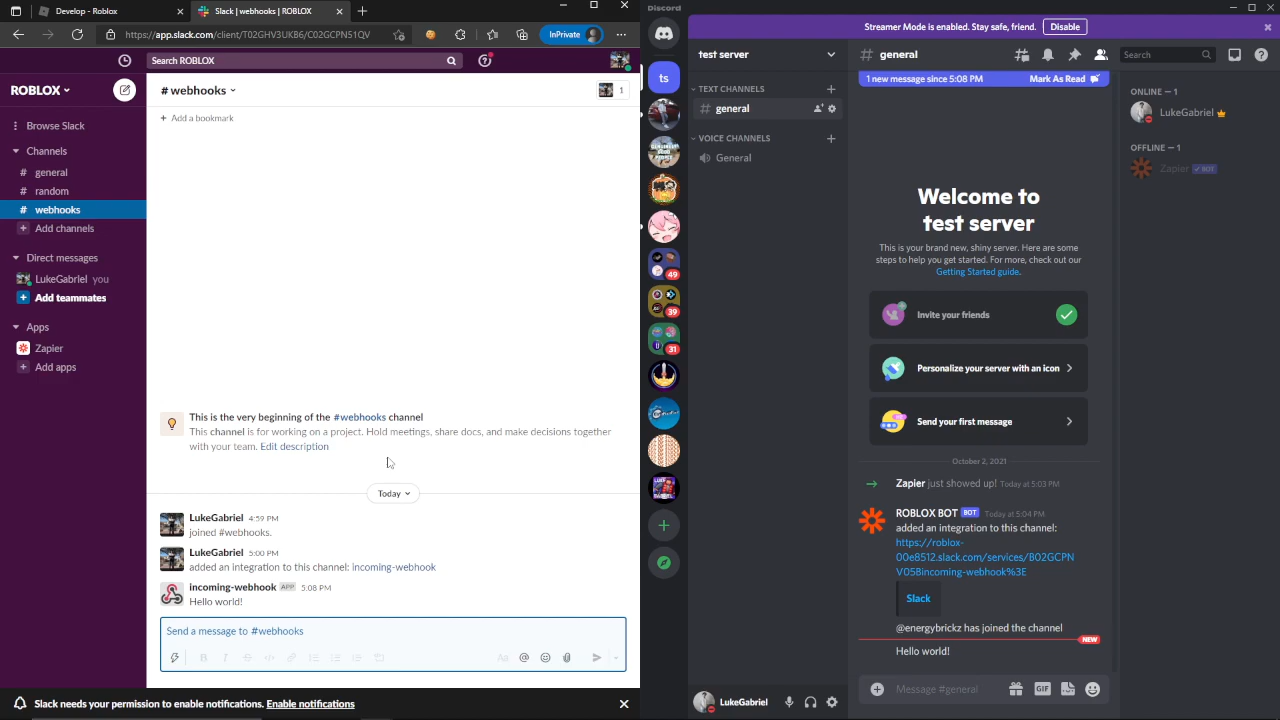 Develop - Roblox
Slack | webhooks | ROBLOX
https://app.slack.com/client/T02GHV3UKB6/C02GCPN51QV
InPrivate
Search ROBLOX
ROBLOX
Browse Slack
Channels
# general
# random
# webhooks
Add channels
Direct messages
LukeGabriel you
Add teammates
Apps
Zapier
Add apps
# webhooks
1
+ Add a bookmark
This is the very beginning of the #webhooks channel
This channel is for working on a project. Hold meetings, share docs, and make decisions together
with your team. Edit description
Today
LukeGabriel 4:59 PM
joined #webhooks.
LukeGabriel 5:00 PM
added an integration to this channel: incoming-webhook
incoming-webhook APP 5:08 PM
Hello world!
Send a message to #webhooks
Aa
Slack needs your permission to enable notifications. Enable notifications
Discord
Streamer Mode is enabled. Stay safe, friend. Disable
ts
49
39
31
test server
TEXT CHANNELS
# general
VOICE CHANNELS
General
LukeGabriel
# general
Search
1 new message since 5:08 PM Mark As Read
Welcome to
test server
This is your brand new, shiny server. Here are some
steps to help you get started. For more, check out our
Getting Started guide.
Invite your friends
Personalize your server with an icon
Send your first message
October 2, 2021
Zapier just showed up! Today at 5:03 PM
ROBLOX BOT BOT Today at 5:04 PM
added an integration to this channel:
https://roblox-
00e8512.slack.com/services/B02GCPN
V05Bincoming-webhook%3E
Slack
@energybrickz has joined the channel
NEW
Hello world!
Message #general
GIF
ONLINE — 1
LukeGabriel
OFFLINE — 1
Zapier BOT